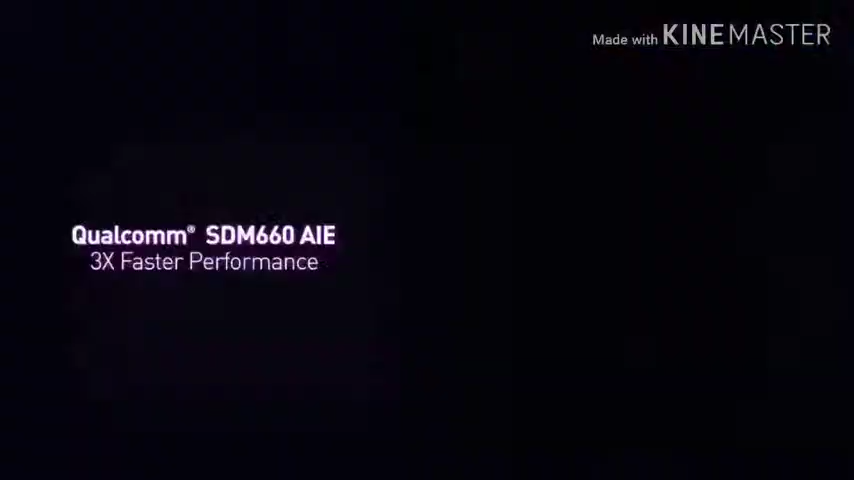 Made with KINEMASTER
Qualcomm® SDM660 AIE
3X Faster Performance